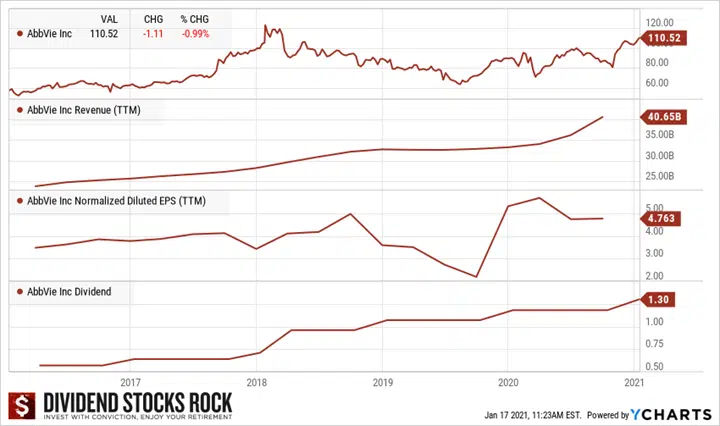 VAL CHG % CHG
AbbVie Inc 110.52 -1.11 -0.99%
120.00
110.52
80.00
60.00
AbbVie Inc Revenue (TTM)
40.65B
35.00B
30.00B
25.00B
AbbVie Inc Normalized Diluted EPS (TTM)
5.00
4.763
4.00
3.00
2.00
AbbVie Inc Dividend
1.30
1.00
0.75
0.50
2017 2018 2019 2020 2021
$ DIVIDEND STOCKS ROCK
INVEST WITH CONVICTION, ENJOY YOUR RETIREMENT
Jan 17 2021, 11:23AM EST. Powered by YCHARTS